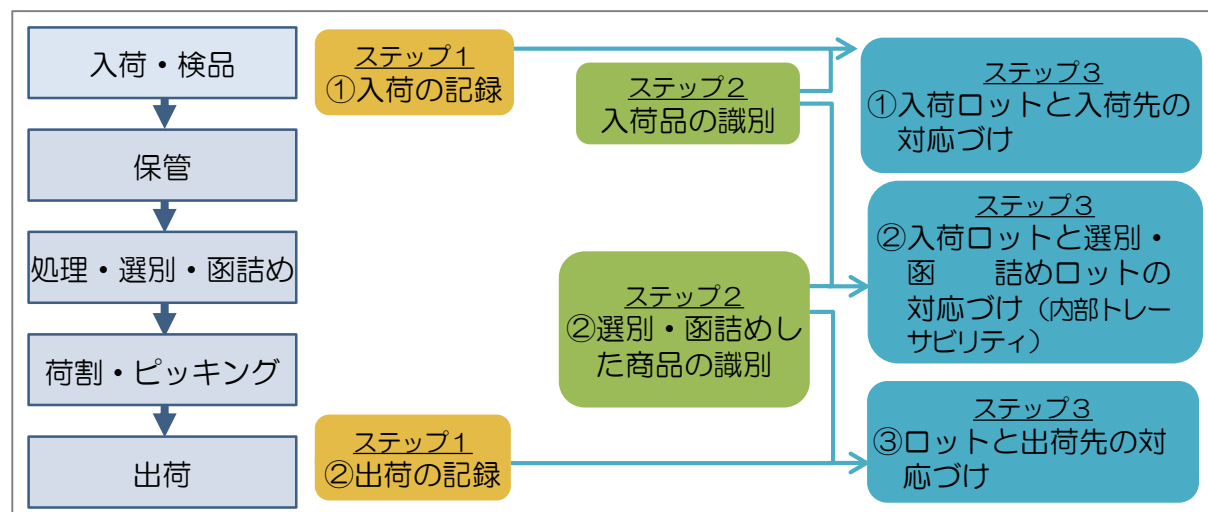 入荷・検品
保管
処理・選別・函詰め
荷割・ピッキング
出荷
ステップ1
①入荷の記録
ステップ1
②出荷の記録
ステップ2
入荷品の識別
ステップ2
②選別・函詰めし
た商品の識別
ステップ3
①入荷ロットと入荷先の
対応づけ
ステップ3
②入荷ロットと選別・
函　　詰めロットの
対応づけ（内部トレー
サビリティ）
ステップ3
③ロットと出荷先の対
応づけ